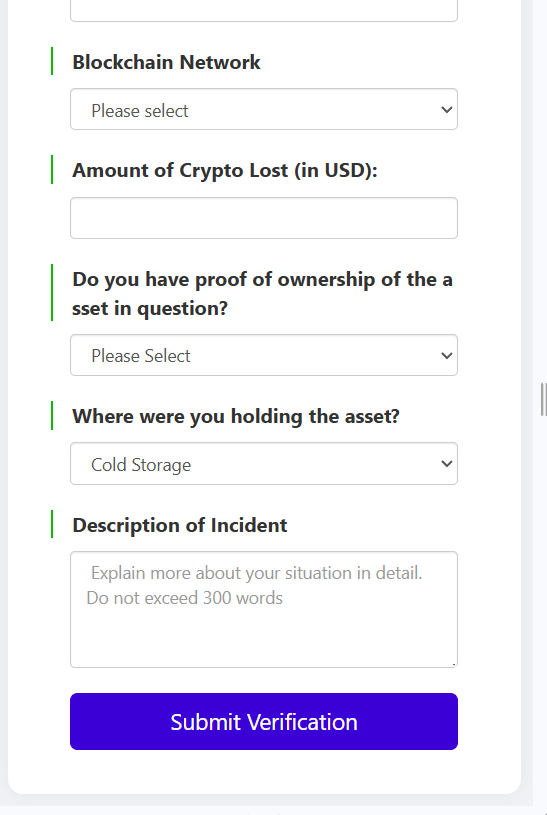 Blockchain Network
Please select
Amount of Crypto Lost (in USD):
Do you have proof of ownership of the a
sset in question?
Please Select
Where were you holding the asset?
Cold Storage
Description of Incident
Explain more about your situation in detail.
Do not exceed 300 words
Submit Verification